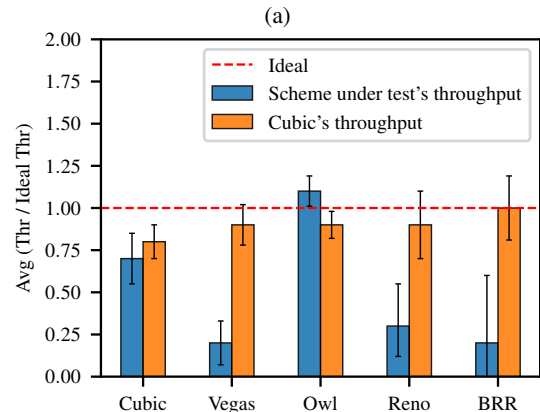 (a)
2.00
1.75
1.50
1.25
1.00
0.75
0.50
0.25
0.00
Avg (Thr / Ideal Thr)
Ideal
Scheme under test's throughput
Cubic's throughput
Cubic Vegas Owl Reno BRR